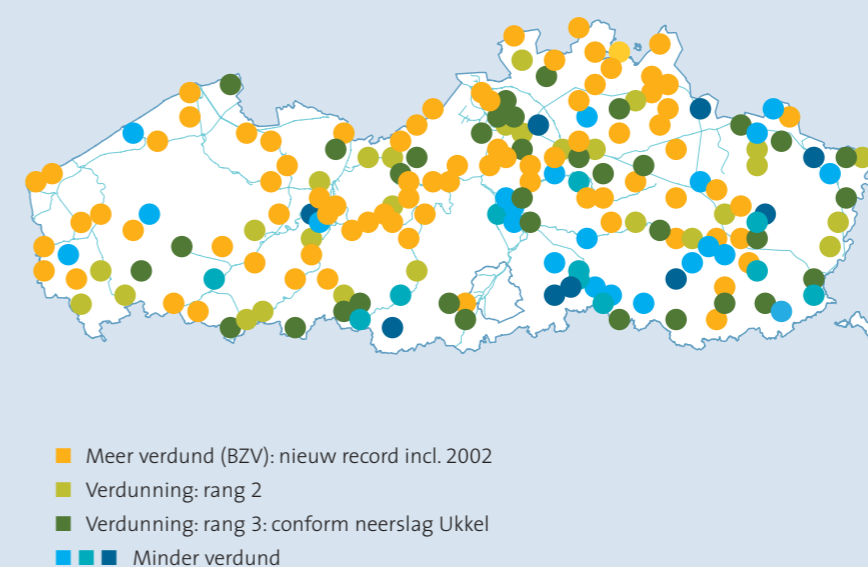 Meer verdund (BZV): nieuw record incl. 2002
Verdunning: rang 2
Verdunning: rang 3: conform neerslag Ukkel
Minder verdund